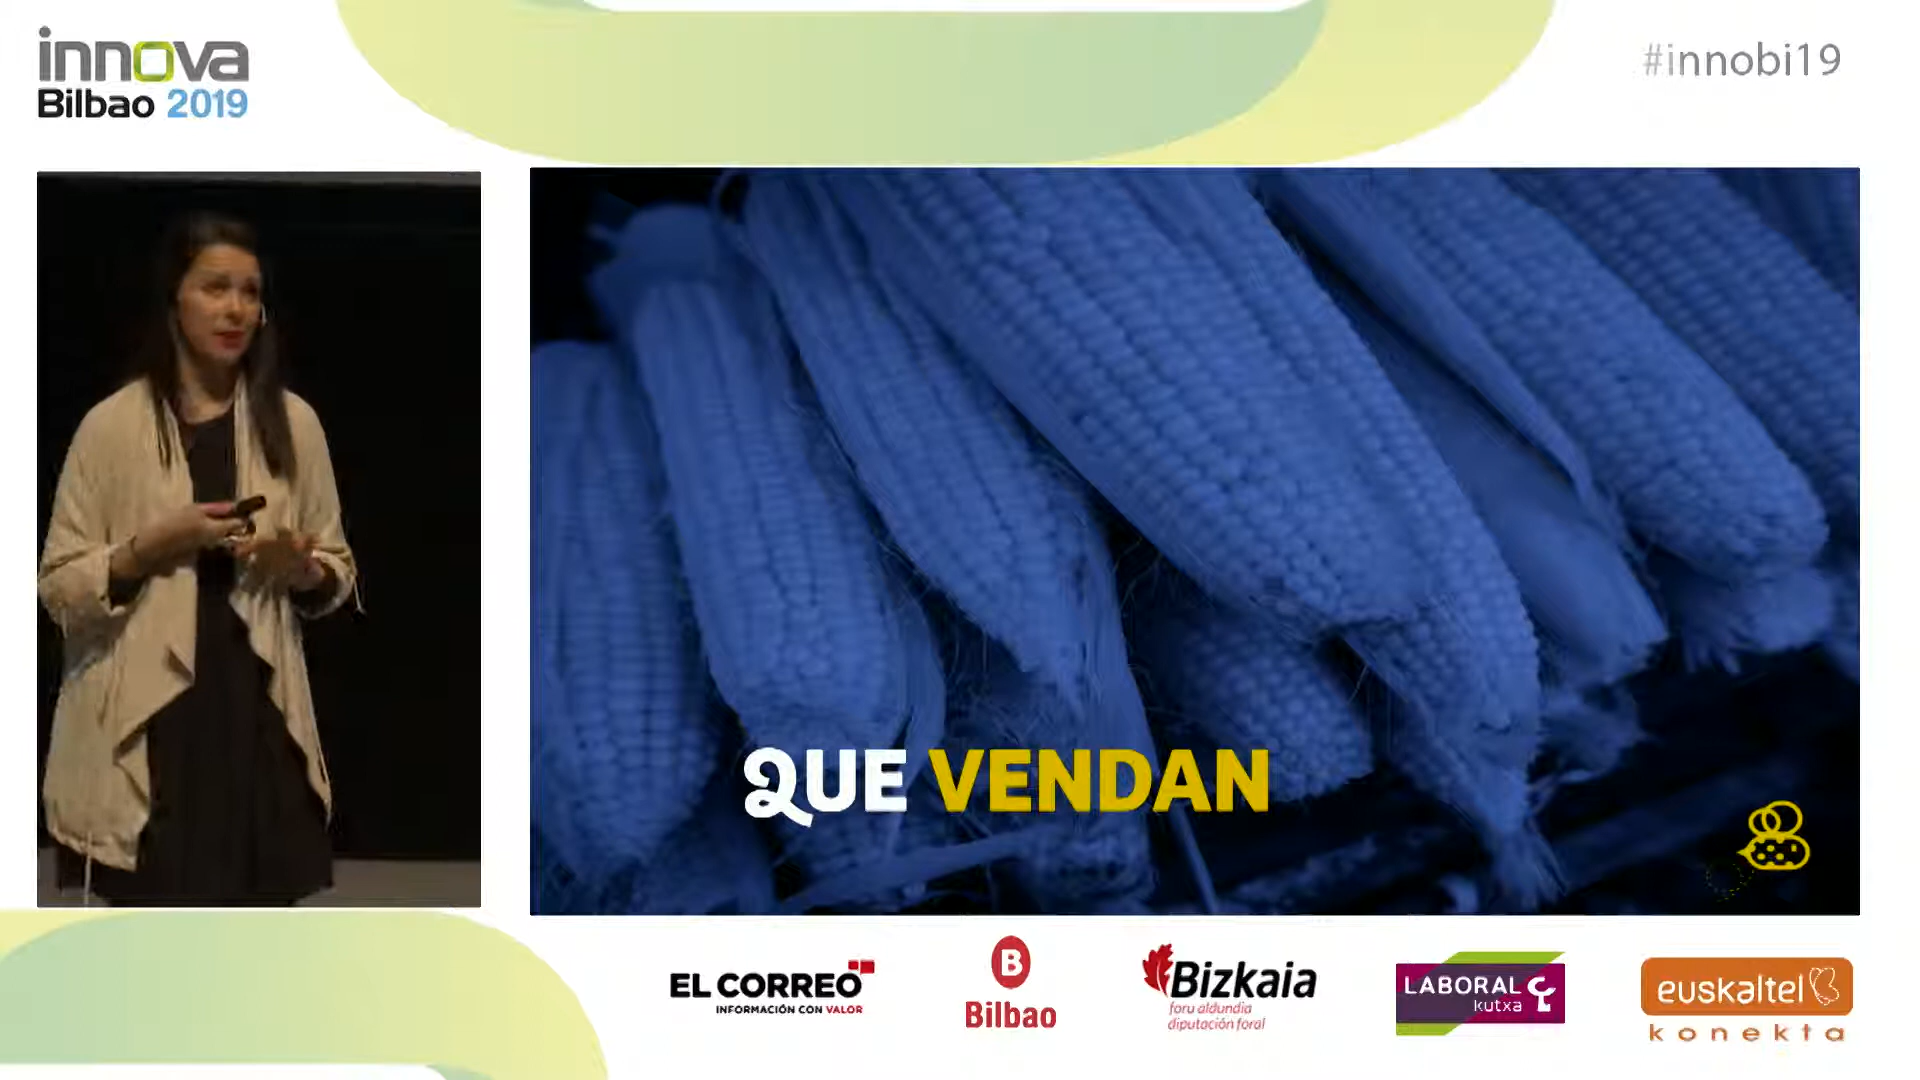 innova
Bilbao 2019
#innobi19
QUE VENDAN
EL CORREO
INFORMACIÓN CON VALOR
B
Bilbao
Bizkaia
foru aldundia
diputación foral
LABORAL
kutxa
euskaltel
konekta